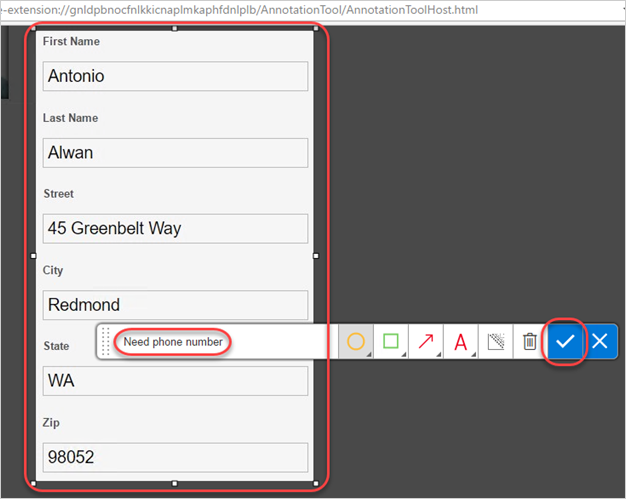 e-extension://gnldpbnocfnlkkicnaplmkaphfdnlplb/AnnotationTool/AnnotationToolHost.html
First Name
Antonio
Last Name
Alwan
Street
45 Greenbelt Way
City
Redmond
Need phone number
A
State
WA
Zip
98052